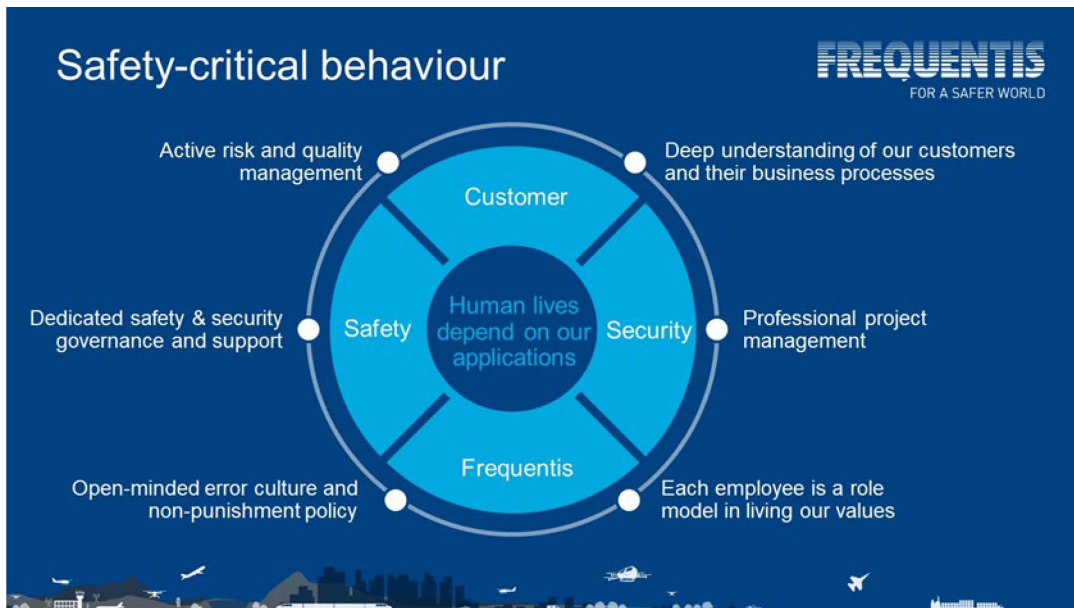 Safety-critical behaviour
FREQUENTIS
FOR A SAFER WORLD
Active risk and quality
management
Deep understanding of our customers
and their business processes
Customer
Dedicated safety & security
governance and support
Safety
Human lives
depend on our
applications
Security
Professional project
management
Frequentis
Open-minded error culture and
non-punishment policy
Each employee is a role
model in living our values